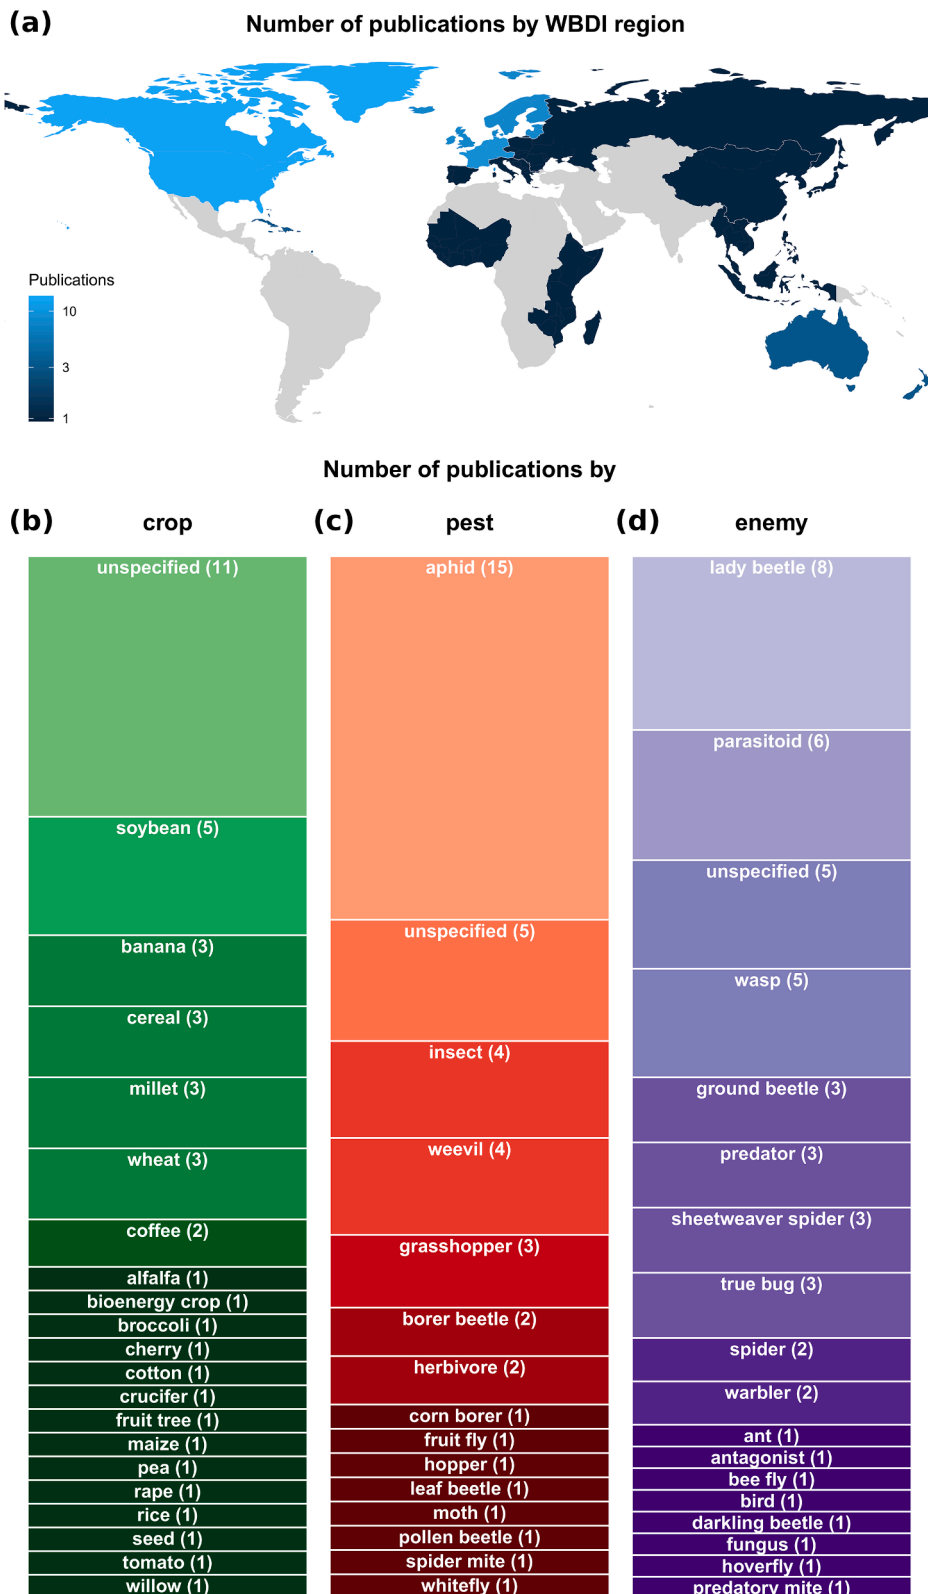 (a)
Number of publications by WBDI region
Publications
10
3
1
Number of publications by
(b)
crop
unspecified (11)
soybean (5)
banana (3)
cereal (3)
millet (3)
wheat (3)
coffee (2)
alfalfa (1)
bioenergy crop (1)
broccoli (1)
cherry (1)
cotton (1)
crucifer (1)
fruit tree (1)
maize (1)
pea (1)
rape (1)
rice (1)
seed (1)
tomato (1)
willow (1)
(c)
pest
aphid (15)
unspecified (5)
insect (4)
weevil (4)
grasshopper (3)
borer beetle (2)
herbivore (2)
corn borer (1)
fruit fly (1)
hopper (1)
leaf beetle (1)
moth (1)
pollen beetle (1)
spider mite (1)
whitefly (1)
(d)
enemy
lady beetle (8)
parasitoid (6)
unspecified (5)
wasp (5)
ground beetle (3)
predator (3)
sheetweaver spider (3)
true bug (3)
spider (2)
warbler (2)
ant (1)
antagonist (1)
bee fly (1)
bird (1)
darkling beetle (1)
fungus (1)
hoverfly (1)
predatory mite (1)